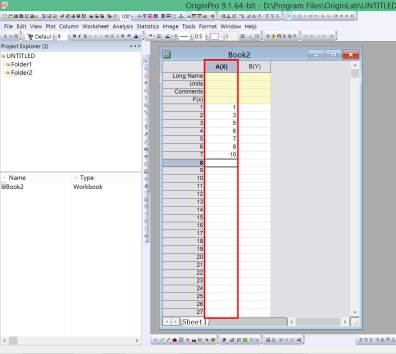 OriginPro 9.1 64-bit - D:\Program Files\OriginLab\UNTITLED
File Edit View Plot Column Worksheet Analysis Statistics Image Tools Format Window Help
Default 9
0.5
Project Explorer (2)
UNTITLED
Folder1
Folder2
Name Type
Book2 Workbook
Book2
A(X) B(Y)
Long Name
Units
Comments
F(x)
1 1
2 3
3 5
4 6
5 7
6 8
7 10
8
9
10
11
12
13
14
15
16
17
18
19
20
21
22
23
24
25
26
27
Sheet1